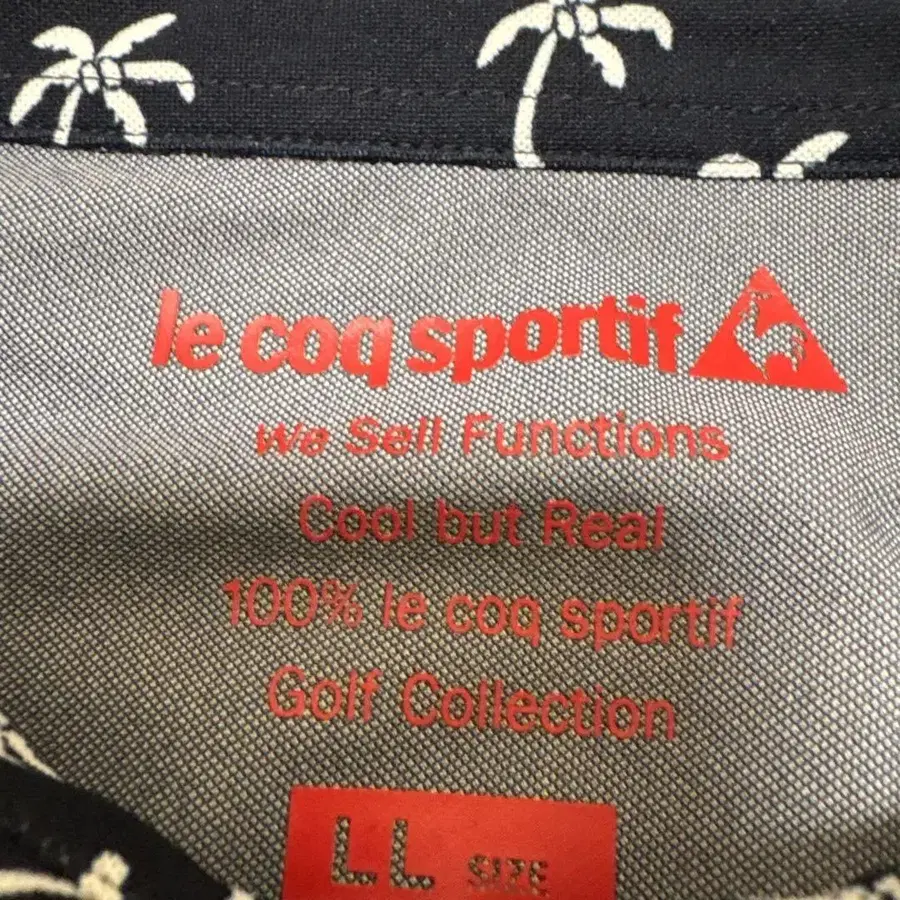 le coq sportif
We Sell Functions
Cool but Real
100% le coq sportif
Golf Collection
LL SIZE